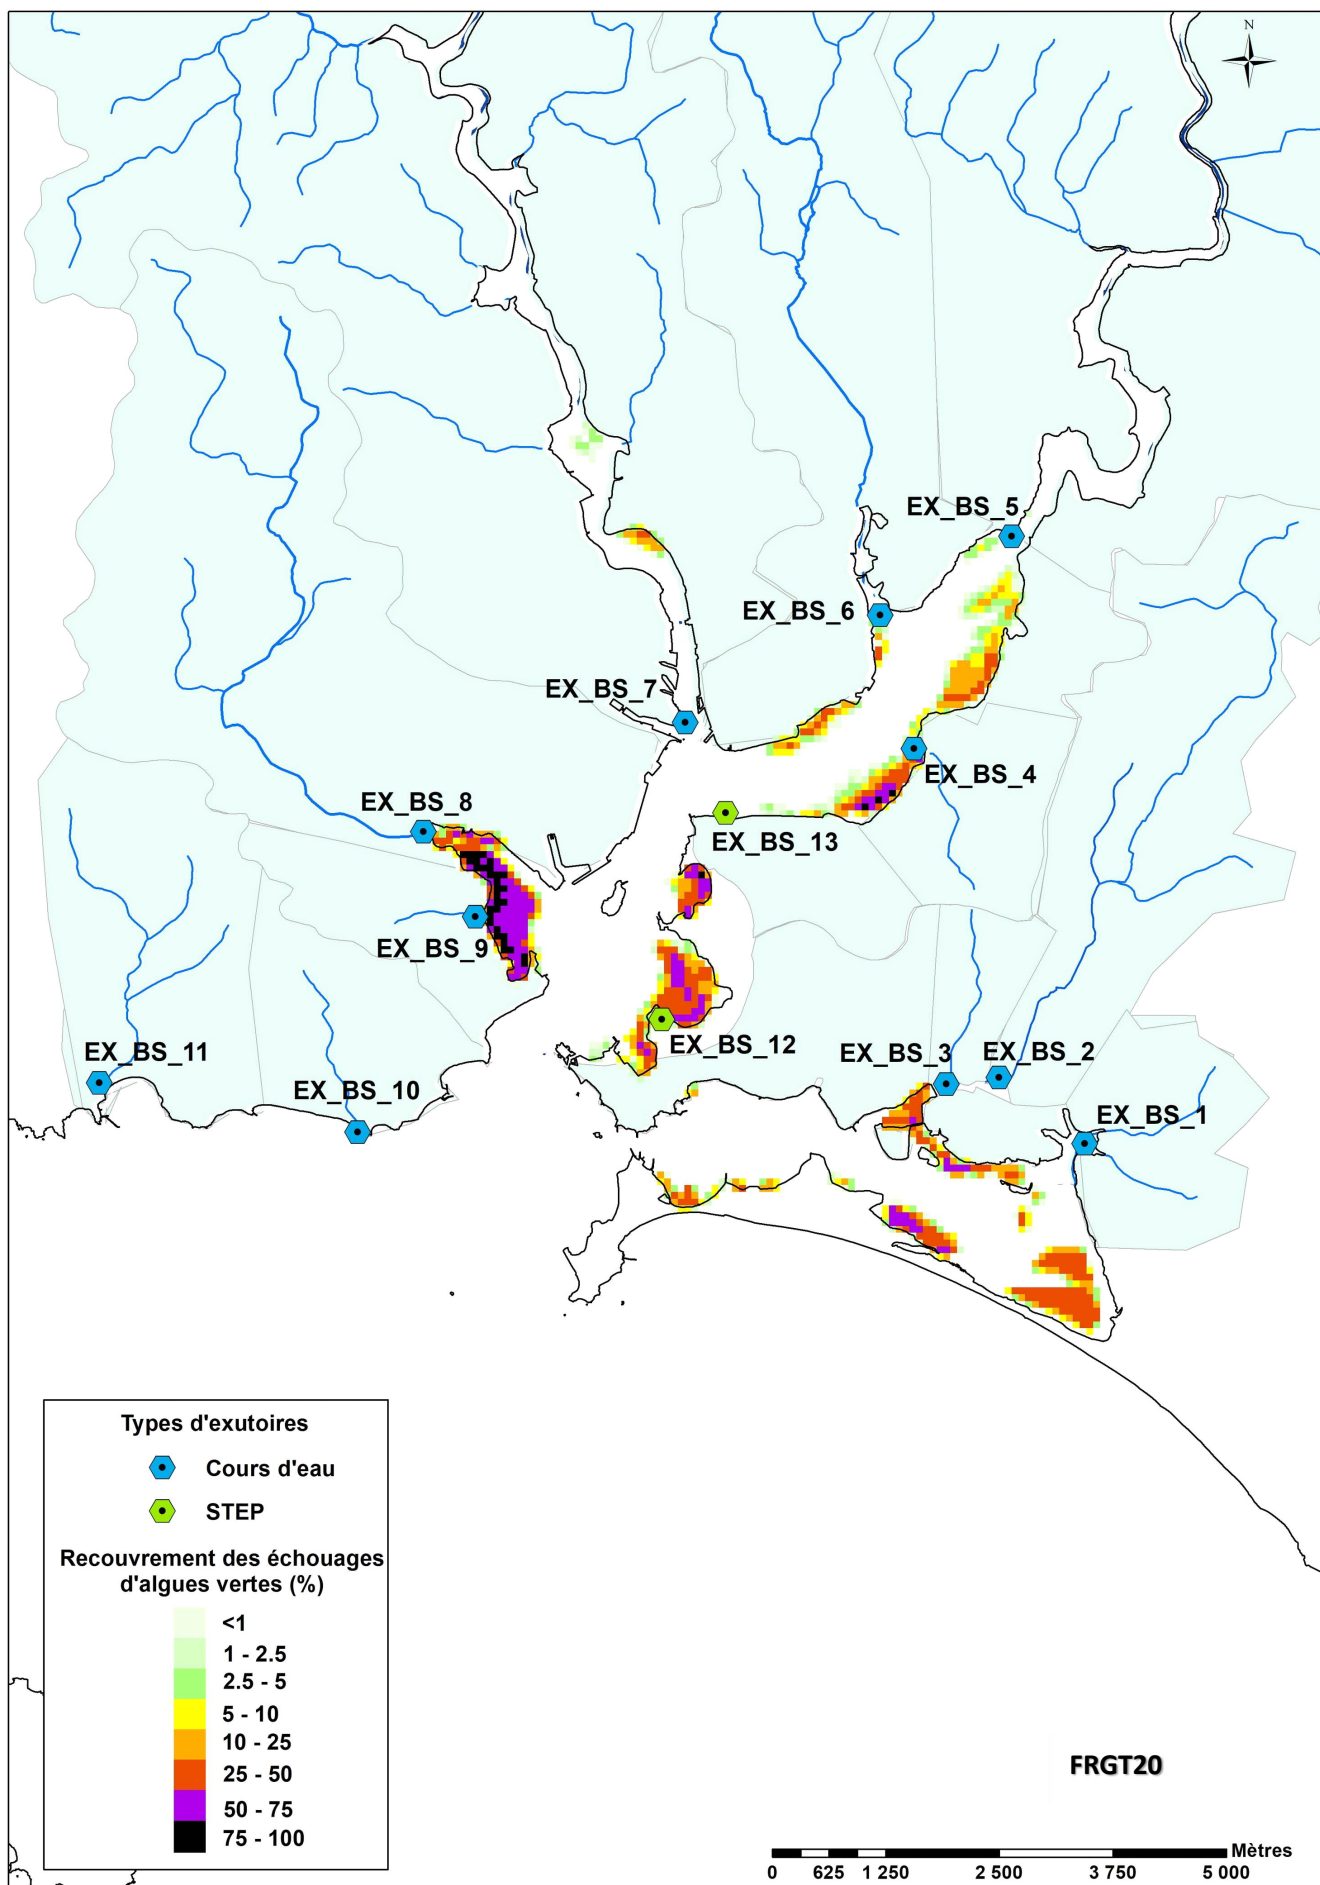 N
EX_BS_5
EX_BS_6
EX_BS_7
EX_BS_4
EX_BS_8
EX_BS_13
EX_BS_9
EX_BS_12
EX_BS_11
EX_BS_3
EX_BS_2
EX_BS_10
EX_BS_1
Types d'exutoires
Cours d'eau
STEP
Recouvrement des échouages
d'algues vertes (%)
<1
1 - 2.5
2.5 - 5
5 - 10
10 - 25
25 - 50
50 - 75
75 - 100
FRGT20
Mètres
0 625 1 250 2 500 3 750 5 000